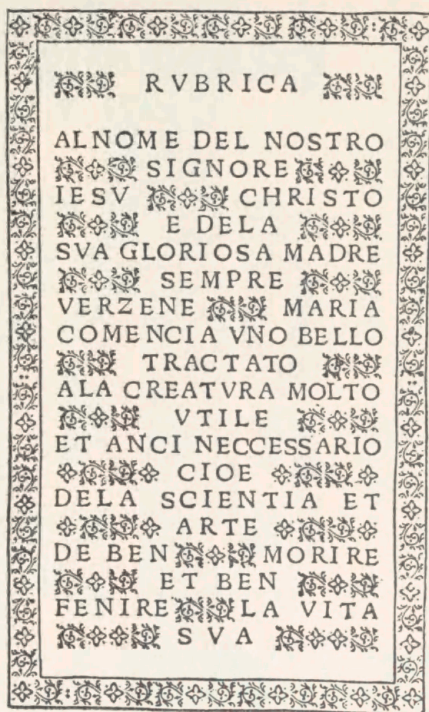 RVBRICA
ALNOME DEL NOSTRO
SIGNORE
IESV CHRISTO
E DELA
SVA GLORIOSA MADRE
SEMPRE
VERZENE MARIA
COMENCIA VNO BELLO
TRACTATO
ALA CREATVRA MOLTO
VTILE
ET ANCI NECCESSARIO
CIOE
DELA SCIENTIA ET
ARTE
DE BEN MORIRE
ET BEN
FENIRE LA VITA
SVA